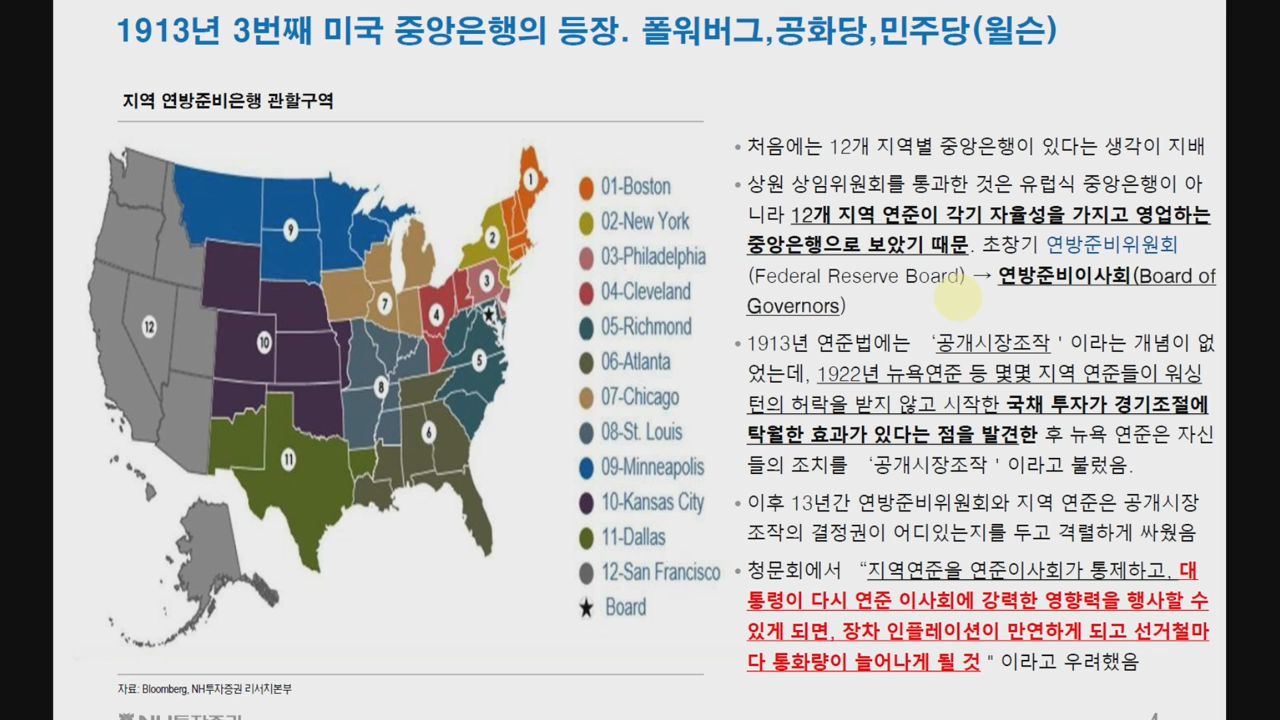 1913년 3번째 미국 중앙은행의 등장. 폴워버그,공화당,민주당(윌슨)
지역 연방준비은행 관할구역
1
2
3
4
5
6
7
8
9
10
11
12
01-Boston
02-New York
03-Philadelphia
04-Cleveland
05-Richmond
06-Atlanta
07-Chicago
08-St. Louis
09-Minneapolis
10-Kansas City
11-Dallas
12-San Francisco
Board
• 처음에는 12개 지역별 중앙은행이 있다는 생각이 지배
• 상원 상임위원회를 통과한 것은 유럽식 중앙은행이 아
니라 12개 지역 연준이 각기 자율성을 가지고 영업하는
중앙은행으로 보았기 때문. 초창기 연방준비위원회
(Federal Reserve Board) → 연방준비이사회(Board of
Governors)
• 1913년 연준법에는 ‘공개시장조작 ' 이라는 개념이 없
었는데, 1922년 뉴욕연준 등 몇몇 지역 연준들이 워싱
턴의 허락을 받지 않고 시작한 국채 투자가 경기조절에
탁월한 효과가 있다는 점을 발견한 후 뉴욕 연준은 자신
들의 조치를 ‘공개시장조작 ' 이라고 불렀음.
• 이후 13년간 연방준비위원회와 지역 연준은 공개시장
조작의 결정권이 어디있는지를 두고 격렬하게 싸웠음
• 청문회에서 “지역연준을 연준이사회가 통제하고, 대
통령이 다시 연준 이사회에 강력한 영향력을 행사할 수
있게 되면, 장차 인플레이션이 만연하게 되고 선거철마
다 통화량이 늘어나게 될 것 " 이라고 우려했음
자료: Bloomberg, NH투자증권 리서치본부
NH투자증권